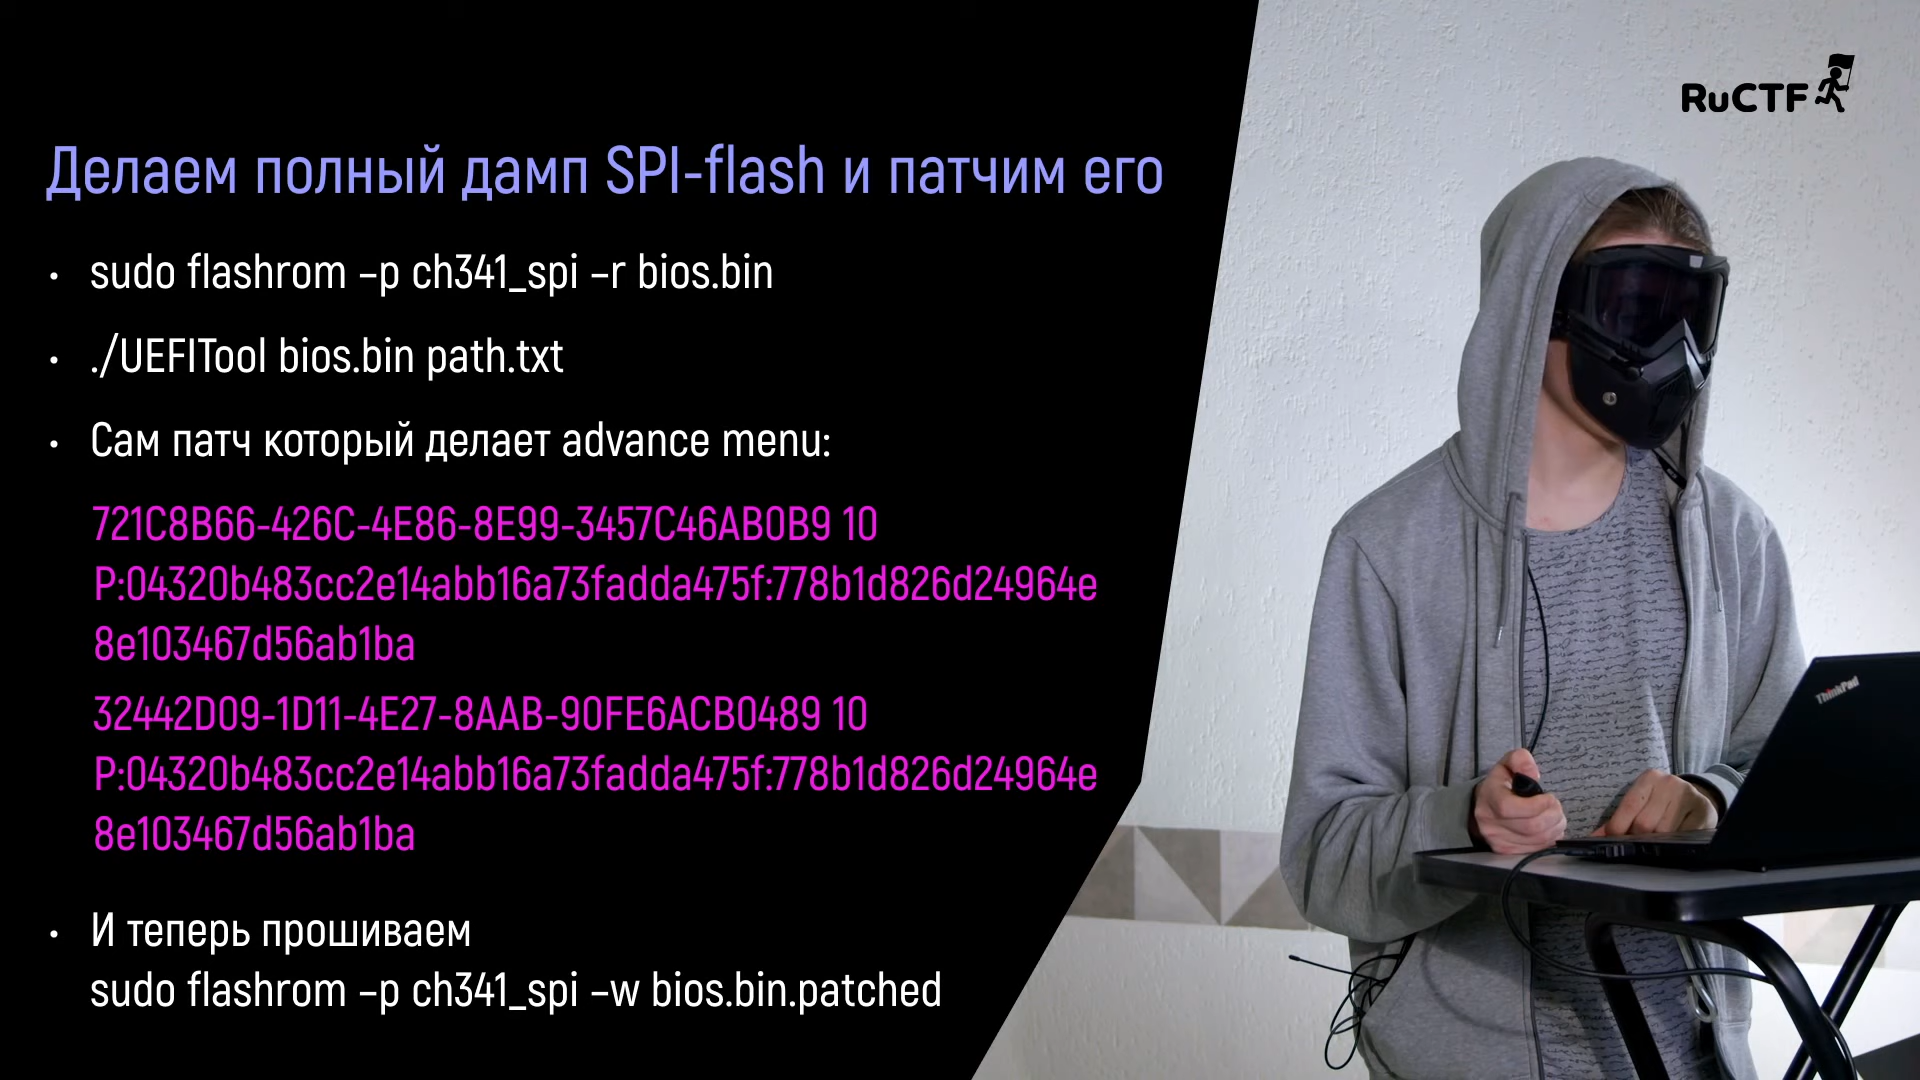 RuCTF
Делаем полный дамп SPI-flash и патчим его
• sudo flashrom –p ch341_spi –r bios.bin
• ./UEFITool bios.bin path.txt
• Сам патч который делает advance menu:
721C8B66-426C-4E86-8E99-3457C46AB0B9 10
P:04320b483cc2e14abb16a73fadda475f:778b1d826d24964e
8e103467d56ab1ba
32442D09-1D11-4E27-8AAB-90FE6ACB0489 10
P:04320b483cc2e14abb16a73fadda475f:778b1d826d24964e
8e103467d56ab1ba
• И теперь прошиваем
sudo flashrom –p ch341_spi –w bios.bin.patched
ThinkPad